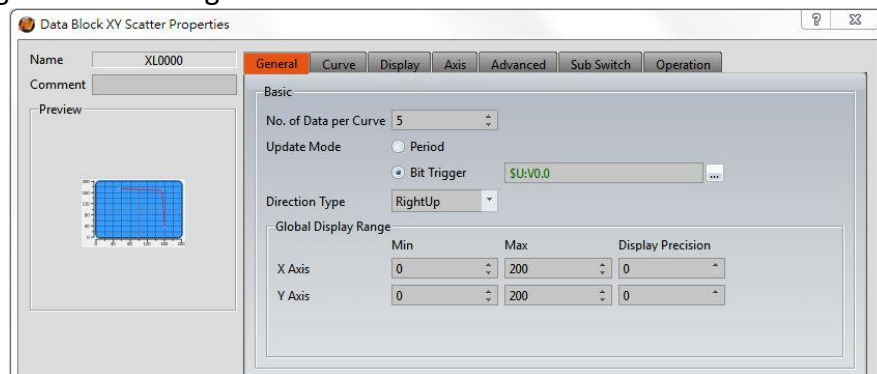 Data Block XY Scatter Properties
Name XL0000
Comment
Preview
General Curve Display Axis Advanced Sub Switch Operation
Basic
No. of Data per Curve 5
Update Mode Period
Bit Trigger $U:V0.0 ...
Direction Type RightUp
Global Display Range
Min Max Display Precision
X Axis 0 200 0
Y Axis 0 200 0